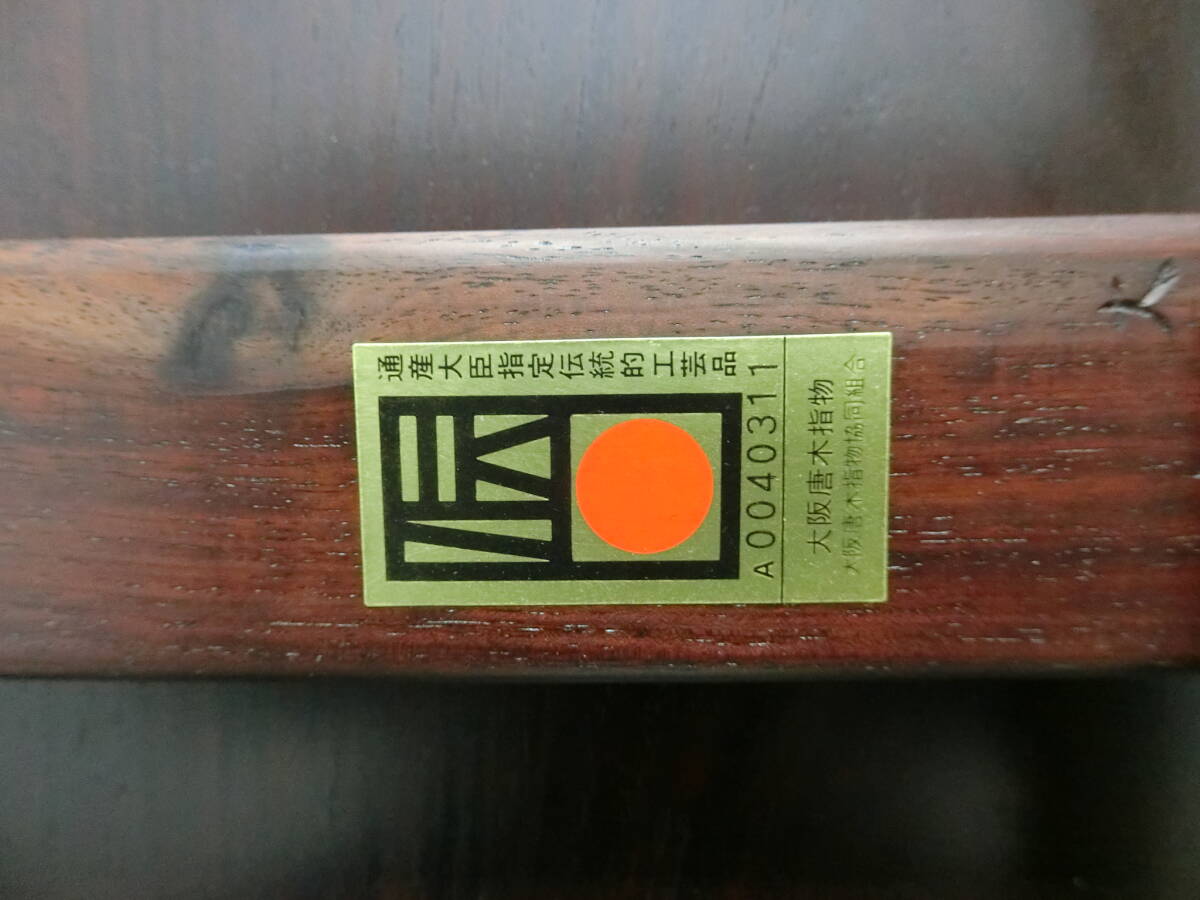 通産大臣指定伝統的工芸品
伝
A0040311
大阪唐木指物
大阪唐木指物協同組合